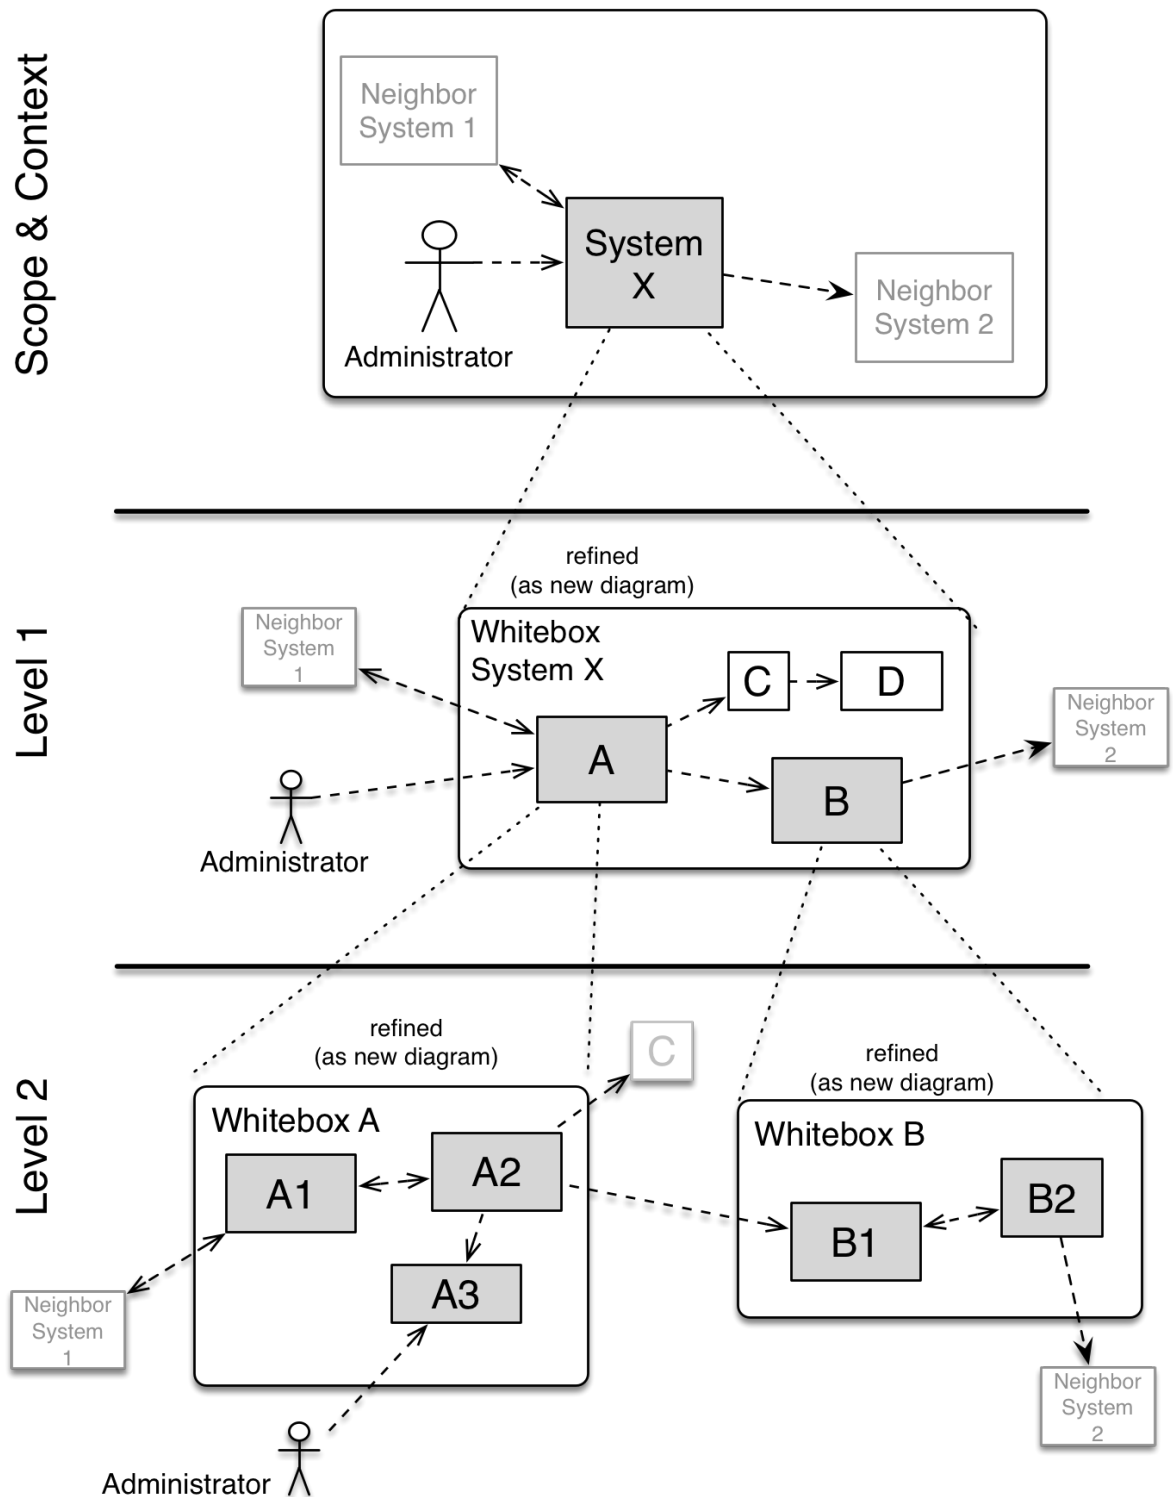 Scope & Context
Neighbor
System 1
System
X
Administrator
Neighbor
System 2
Level 1
refined
(as new diagram)
Neighbor
System
1
Whitebox
System X
C
D
A
B
Neighbor
System
2
Administrator
Level 2
refined
(as new diagram)
C
refined
(as new diagram)
Whitebox A
A1
A2
A3
Whitebox B
B1
B2
Neighbor
System
1
Administrator
Neighbor
System
2